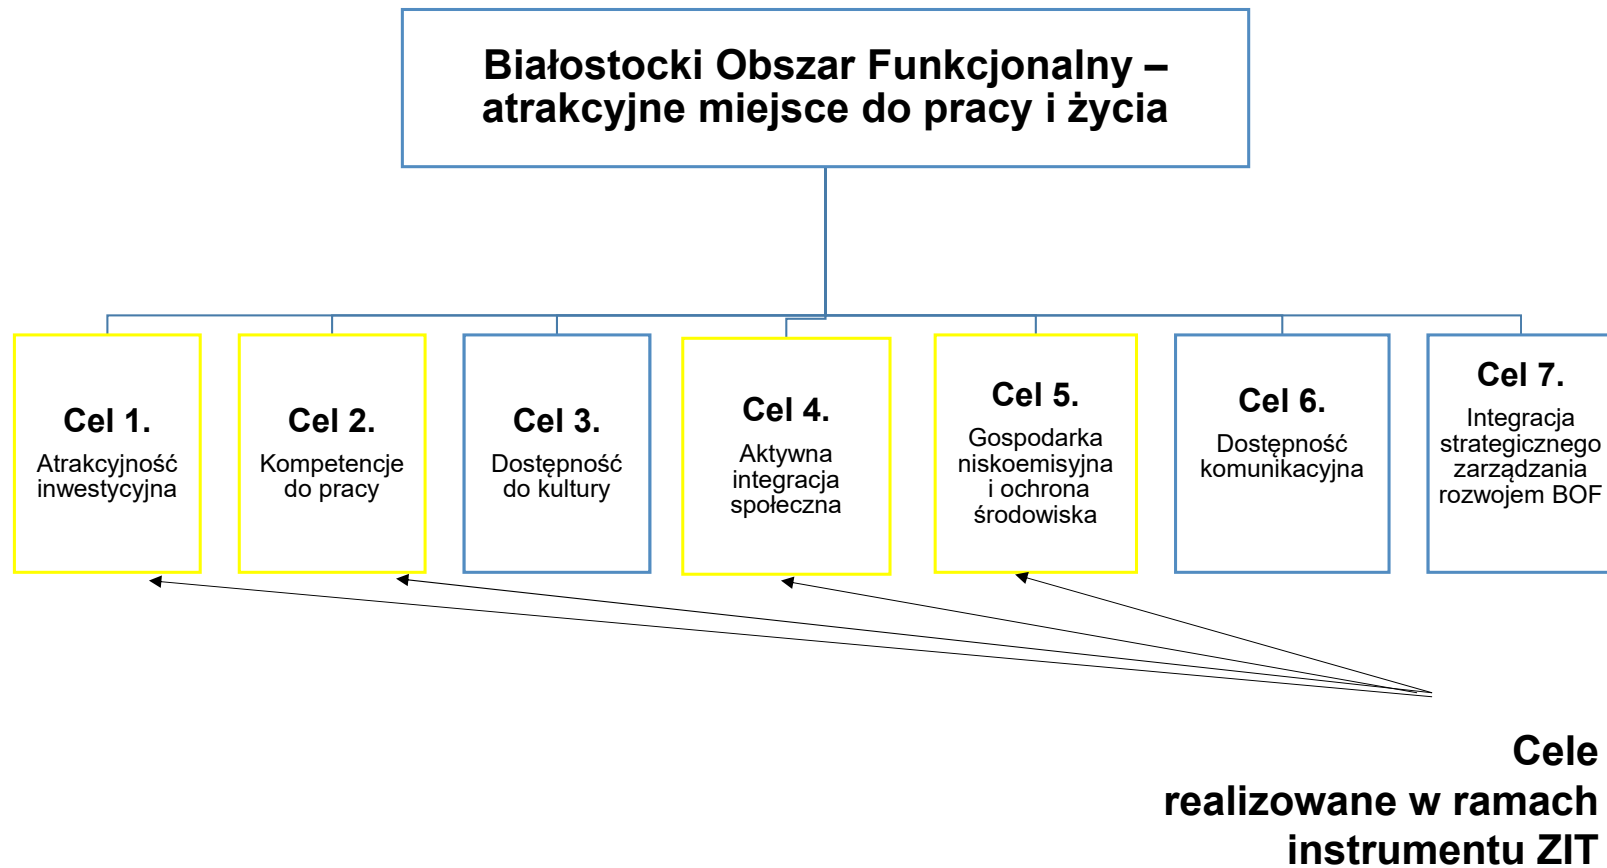 Białostocki Obszar Funkcjonalny –
atrakcyjne miejsce do pracy i życia
Cel 1.
Atrakcyjność
inwestycyjna
Cel 2.
Kompetencje
do pracy
Cel 3.
Dostępność
do kultury
Cel 4.
Aktywna
integracja
społeczna
Cel 5.
Gospodarka
niskoemisyjna
i ochrona
środowiska
Cel 6.
Dostępność
komunikacyjna
Cel 7.
Integracja
strategicznego
zarządzania
rozwojem BOF
Cele
realizowane w ramach
instrumentu ZIT